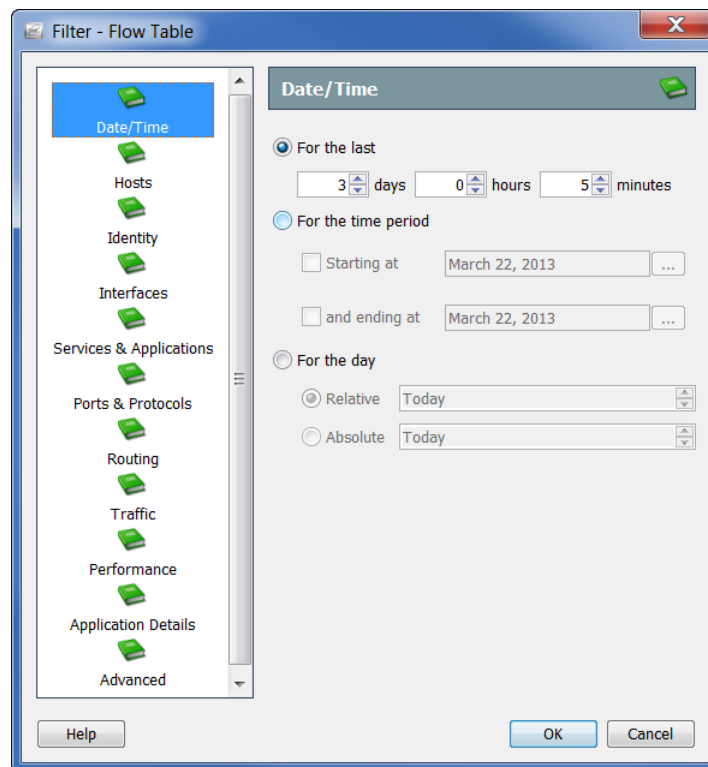 Filter - Flow Table
Date/Time
Hosts
Identity
Interfaces
Services & Applications
Ports & Protocols
Routing
Traffic
Performance
Application Details
Advanced
Date/Time
For the last
3 days 0 hours 5 minutes
For the time period
Starting at March 22, 2013 ...
and ending at March 22, 2013 ...
For the day
Relative Today
Absolute Today
Help OK Cancel